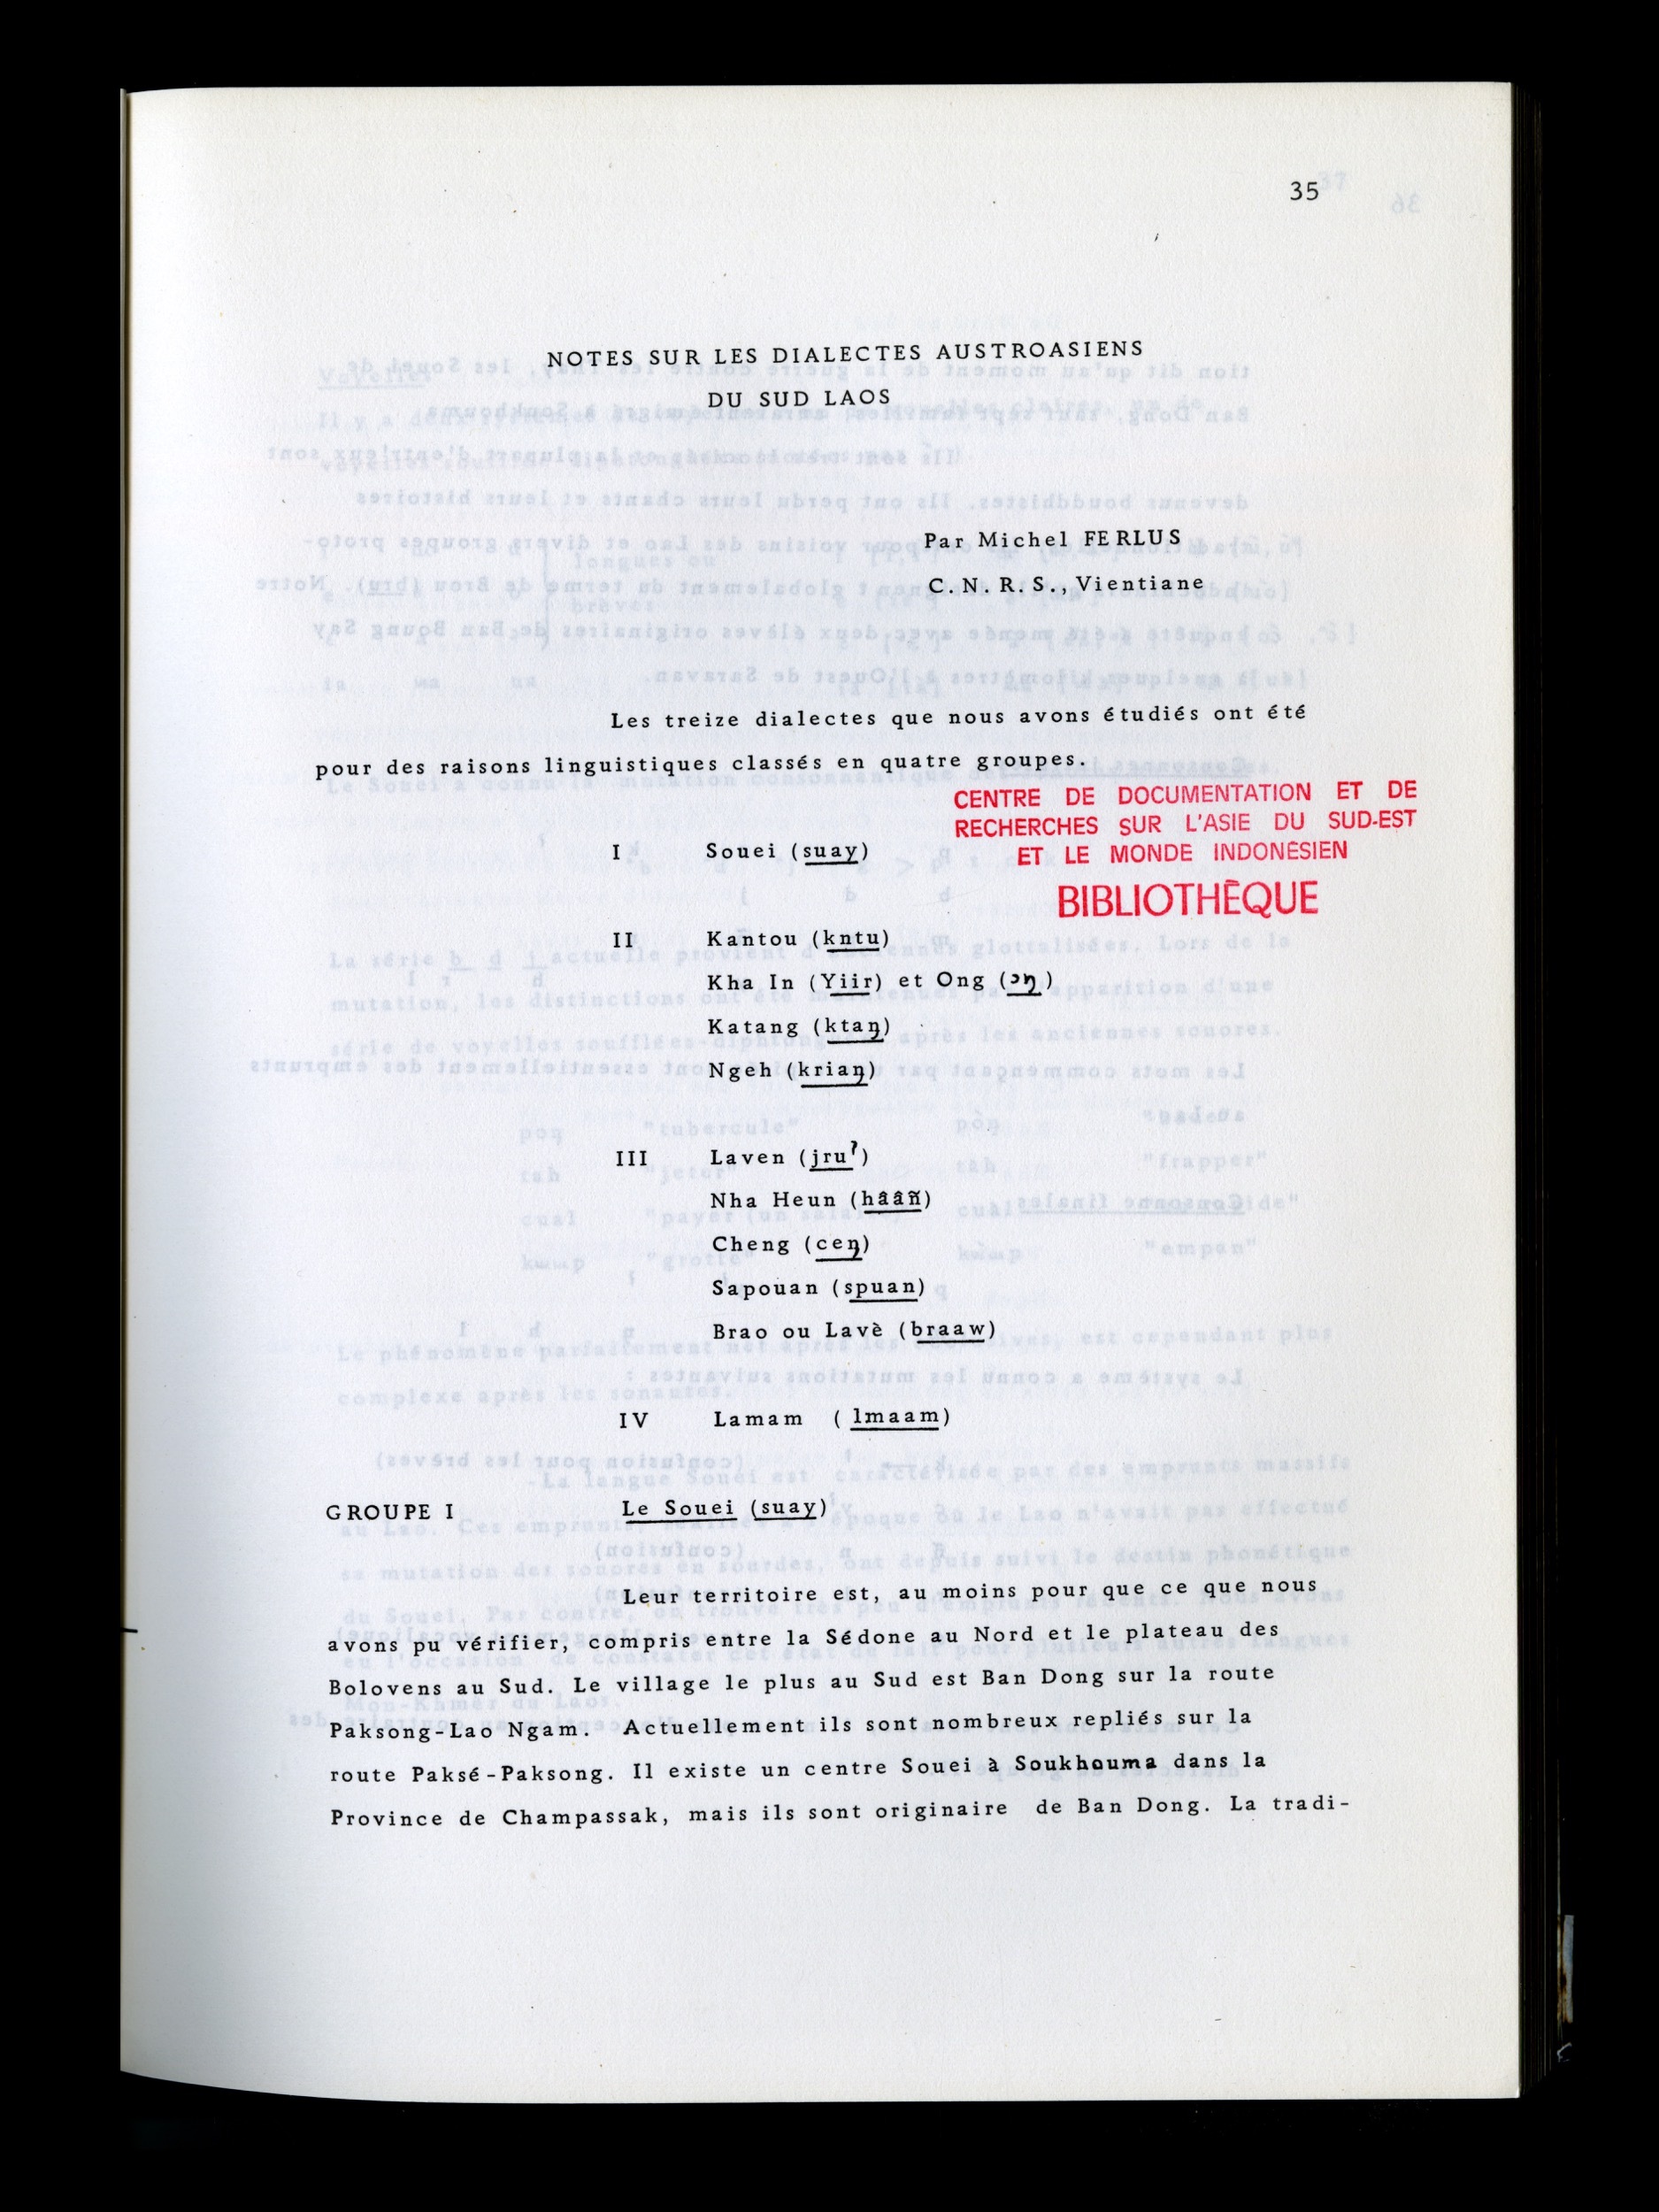 35
NOTES SUR LES DIALECTES AUSTROASIENS
DU SUD LAOS
Par Michel FERLUS
C.N.R.S., Vientiane
Les treize dialectes que nous avons étudiés ont été
pour des raisons linguistiques classés en quatre groupes.
CENTRE DE DOCUMENTATION ET DE
RECHERCHES SUR L'ASIE DU SUD-EST
ET LE MONDE INDONESIEN
BIBLIOTHÈQUE
I Souei (suay)
II Kantou (kntu)
Kha In (Yiir) et Ong (ɔŋ)
Katang (ktaŋ)
Ngeh (kriaŋ)
III Laven (jruˀ)
Nha Heun (hââñ)
Cheng (ceŋ)
Sapouan (spuan)
Brao ou Lavè (braaw)
IV Lamam (lmaam)
GROUPE I Le Souei (suay)
Leur territoire est, au moins pour que ce que nous
avons pu vérifier, compris entre la Sédone au Nord et le plateau des
Bolovens au Sud. Le village le plus au Sud est Ban Dong sur la route
Paksong-Lao Ngam. Actuellement ils sont nombreux repliés sur la
route Paksé-Paksong. Il existe un centre Souei à Soukhouma dans la
Province de Champassak, mais ils sont originaire de Ban Dong. La tradi-